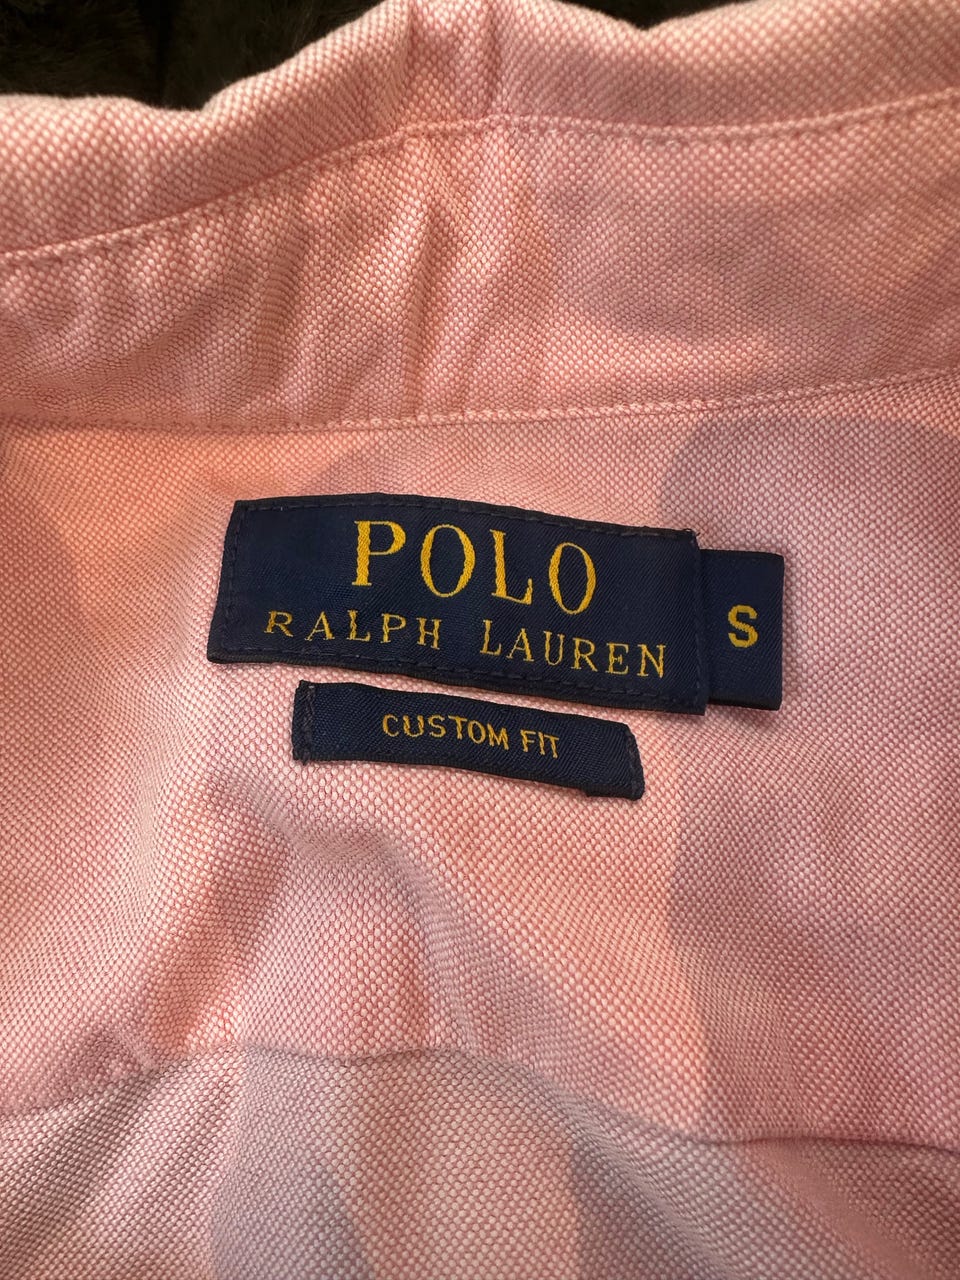 POLO
RALPH LAUREN
S
CUSTOM FIT